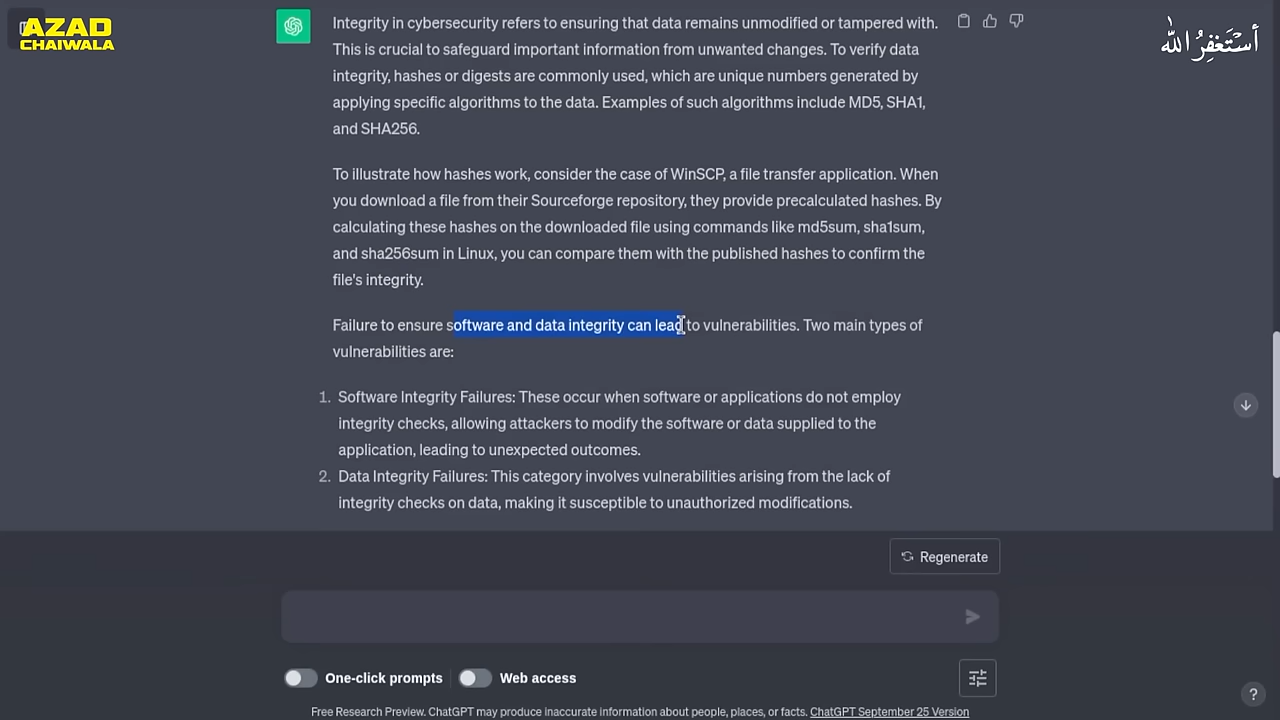 AZAD
CHAIWALA
أستغفر الله
Integrity in cybersecurity refers to ensuring that data remains unmodified or tampered with.
This is crucial to safeguard important information from unwanted changes. To verify data
integrity, hashes or digests are commonly used, which are unique numbers generated by
applying specific algorithms to the data. Examples of such algorithms include MD5, SHA1,
and SHA256.
To illustrate how hashes work, consider the case of WinSCP, a file transfer application. When
you download a file from their Sourceforge repository, they provide precalculated hashes. By
calculating these hashes on the downloaded file using commands like md5sum, sha1sum,
and sha256sum in Linux, you can compare them with the published hashes to confirm the
file's integrity.
Failure to ensure software and data integrity can lead to vulnerabilities. Two main types of
vulnerabilities are:
1. Software Integrity Failures: These occur when software or applications do not employ
integrity checks, allowing attackers to modify the software or data supplied to the
application, leading to unexpected outcomes.
2. Data Integrity Failures: This category involves vulnerabilities arising from the lack of
integrity checks on data, making it susceptible to unauthorized modifications.
Regenerate
One-click prompts Web access
Free Research Preview. ChatGPT may produce inaccurate information about people, places, or facts. ChatGPT September 25 Version
?